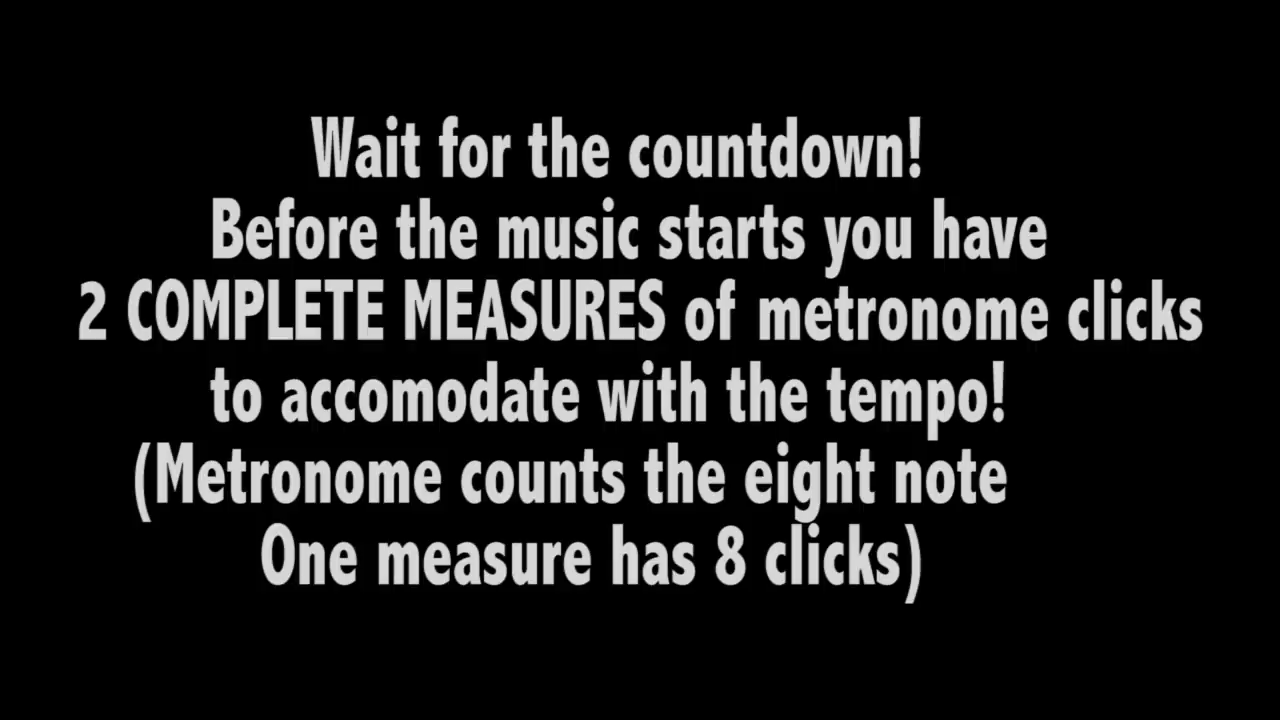 Wait for the countdown!
Before the music starts you have
2 COMPLETE MEASURES of metronome clicks
to accomodate with the tempo!
(Metronome counts the eight note
One measure has 8 clicks)